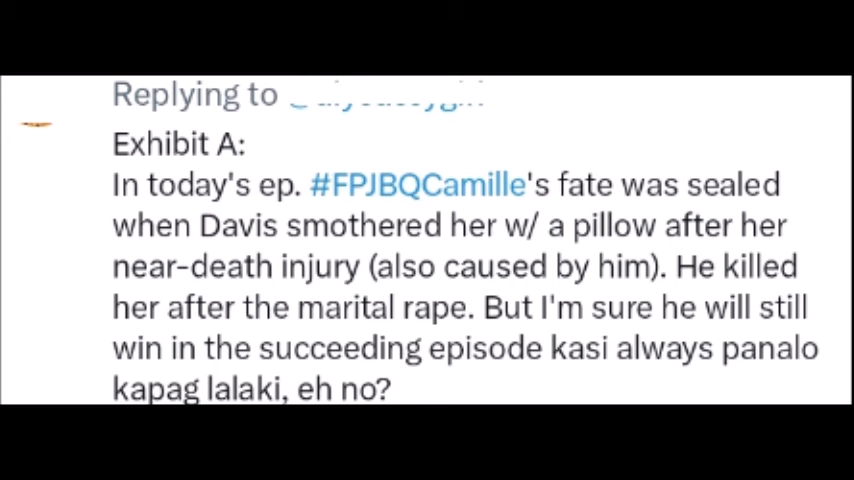 Replying to
Exhibit A:
In today's ep. #FPJBQCamille's fate was sealed
when Davis smothered her w/ a pillow after her
near-death injury (also caused by him). He killed
her after the marital rape. But I'm sure he will still
win in the succeeding episode kasi always panalo
kapag lalaki, eh no?